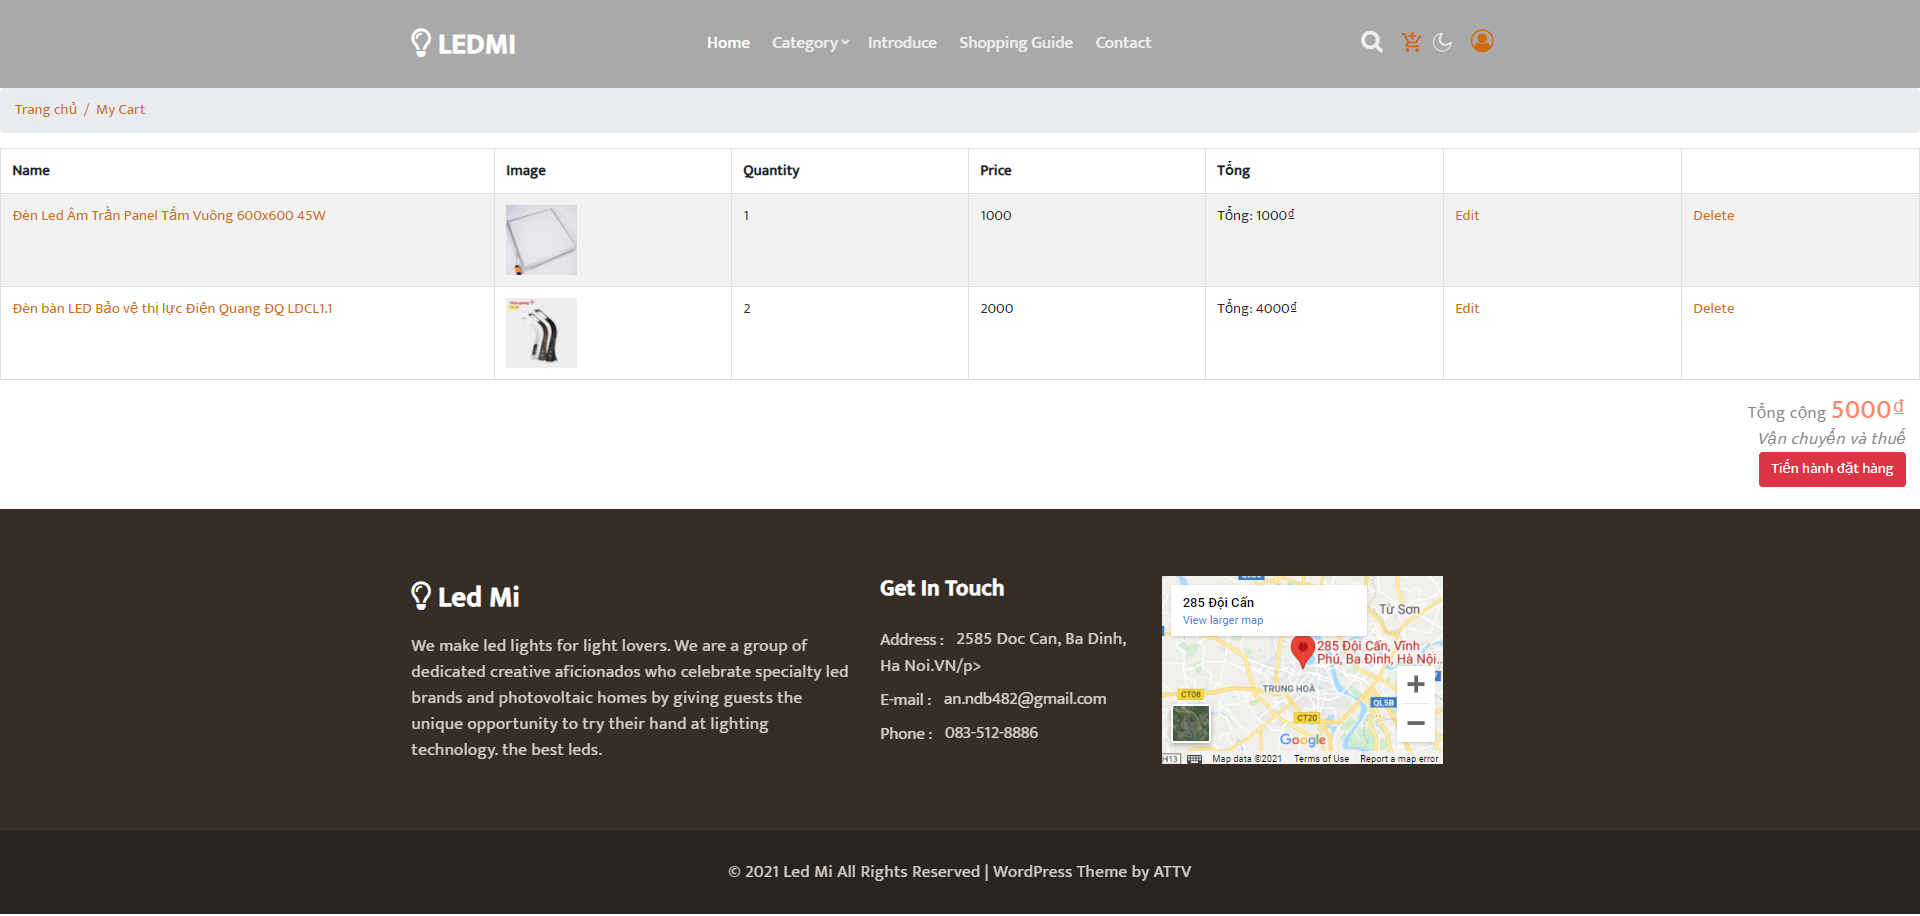 LEDMI
Home Category Introduce Shopping Guide Contact
Trang chủ / My Cart
Name Image Quantity Price Tổng
Đèn Led Âm Trần Panel Tấm Vuông 600x600 45W 1 1000 Tổng: 1000₫ Edit Delete
Đèn bàn LED Bảo vệ thị lực Điện Quang ĐQ LDCL1.1 2 2000 Tổng: 4000₫ Edit Delete
Tổng cộng 5000₫
Vận chuyển và thuế
Tiến hành đặt hàng
Led Mi
We make led lights for light lovers. We are a group of
dedicated creative aficionados who celebrate specialty led
brands and photovoltaic homes by giving guests the
unique opportunity to try their hand at lighting
technology. the best leds.
Get In Touch
Address : 2585 Doc Can, Ba Dinh,
Ha Noi.VN/p>
E-mail : an.ndb482@gmail.com
Phone : 083-512-8886
285 Đội Cấn
View larger map
Từ Sơn
285 Đội Cấn, Vĩnh
Phú, Ba Đình, Hà Nội...
TRUNG HOÀ
CT08
QL5B
CT20
Google
H13
Map data ©2021 Terms of Use Report a map error
© 2021 Led Mi All Rights Reserved | WordPress Theme by ATTV